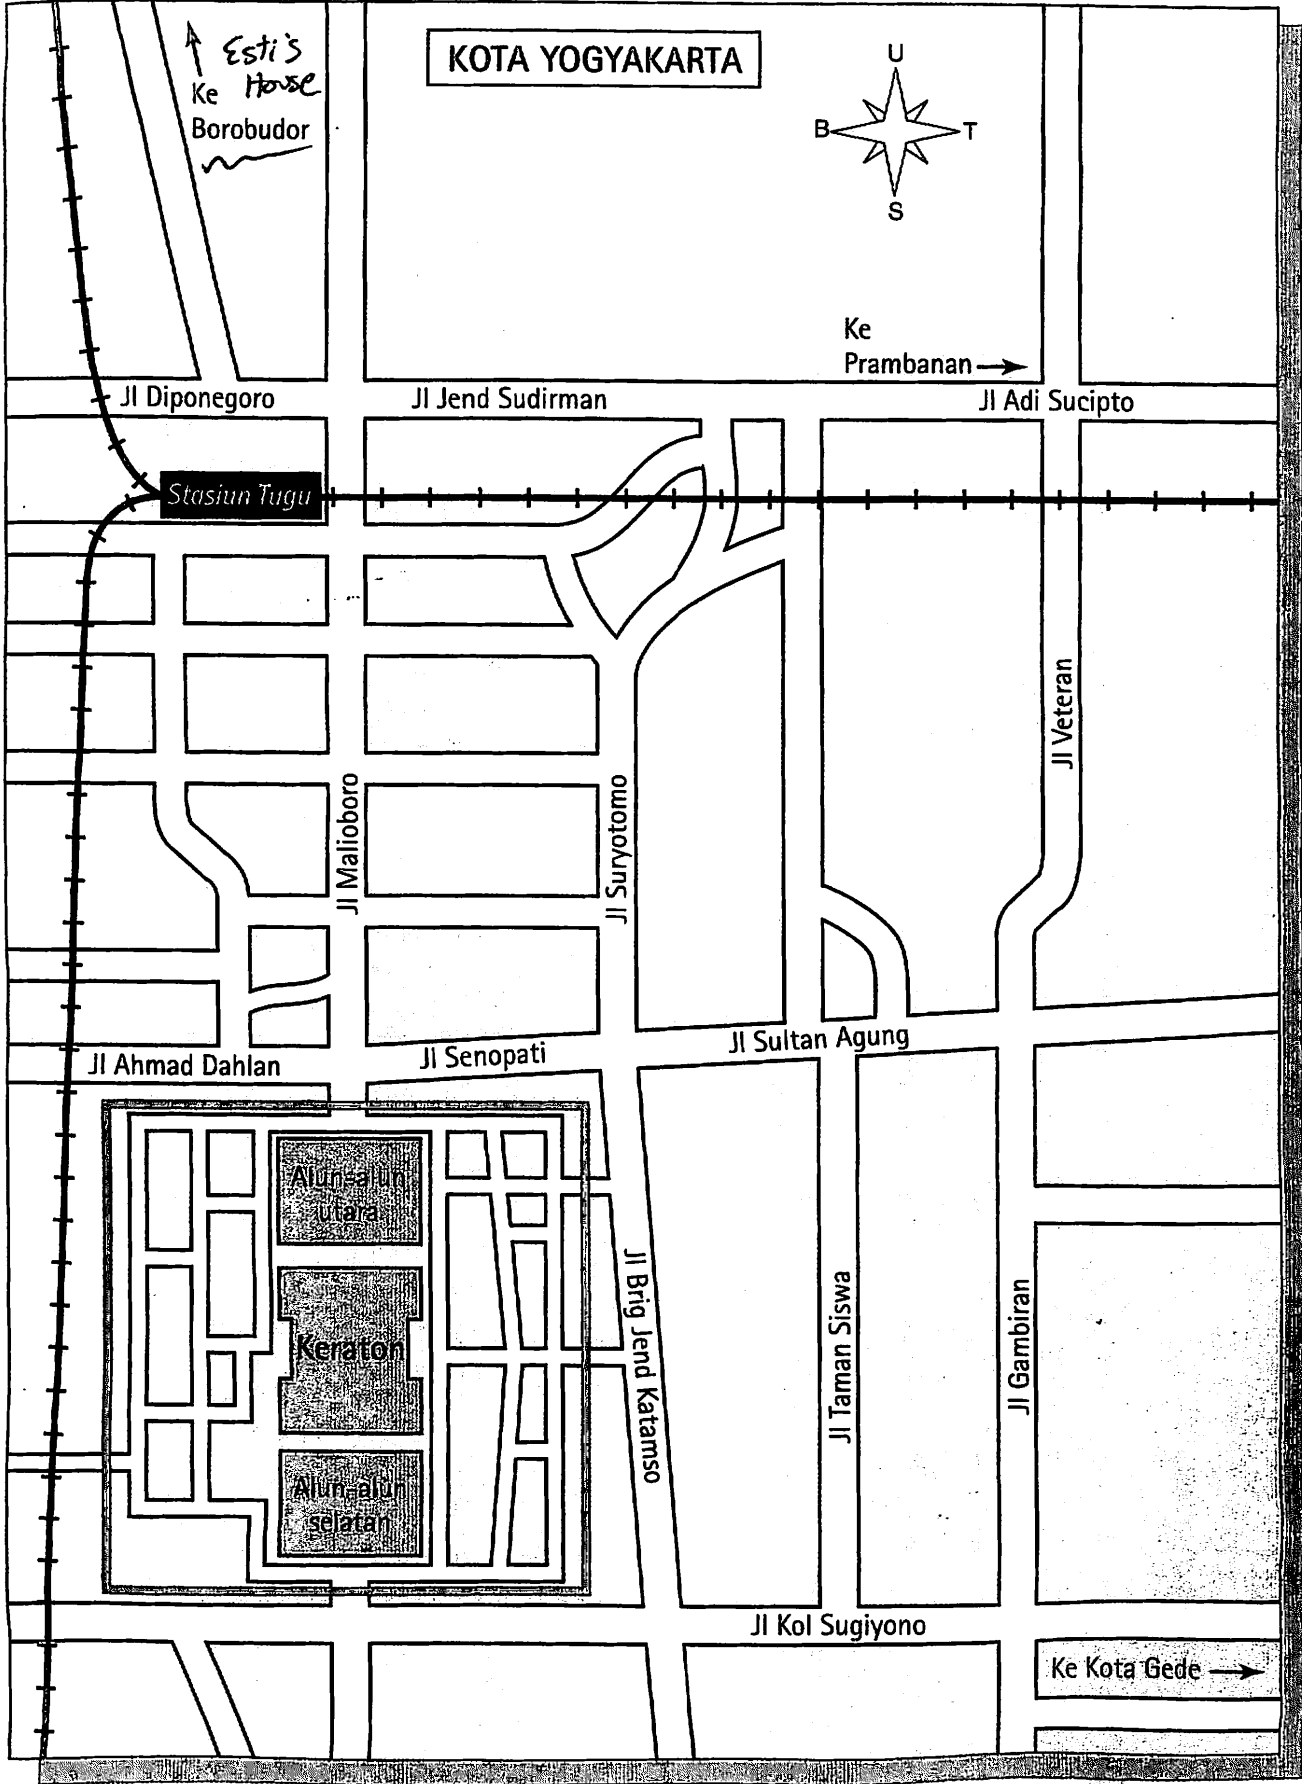 Esti's
House
Ke
Borobudor
KOTA YOGYAKARTA
U
B
T
S
Ke
Prambanan
Jl Diponegoro
Jl Jend Sudirman
Jl Adi Sucipto
Stasiun Tugu
Jl Veteran
Jl Malioboro
Jl Suryotomo
Jl Sultan Agung
Jl Senopati
Jl Ahmad Dahlan
Alun-alun
utara
Keraton
Alun-alun
selatan
Jl Brig Jend Katamso
Jl Taman Siswa
Jl Gambiran
Jl Kol Sugiyono
Ke Kota Gede